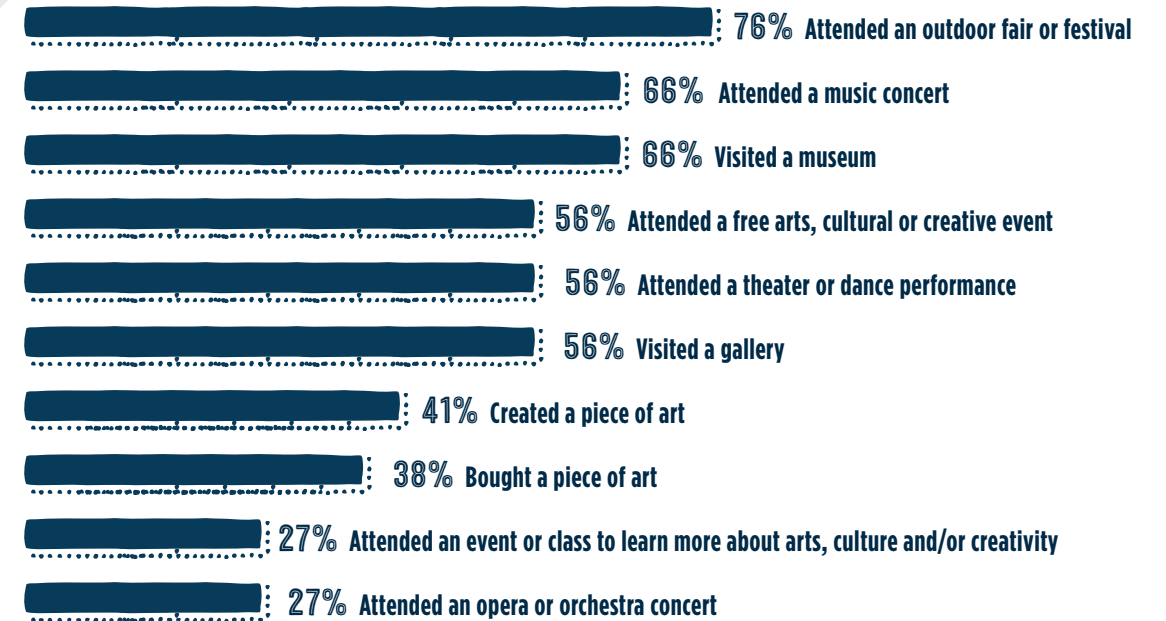 76% Attended an outdoor fair or festival
66% Attended a music concert
66% Visited a museum
56% Attended a free arts, cultural or creative event
56% Attended a theater or dance performance
56% Visited a gallery
41% Created a piece of art
38% Bought a piece of art
27% Attended an event or class to learn more about arts, culture and/or creativity
27% Attended an opera or orchestra concert